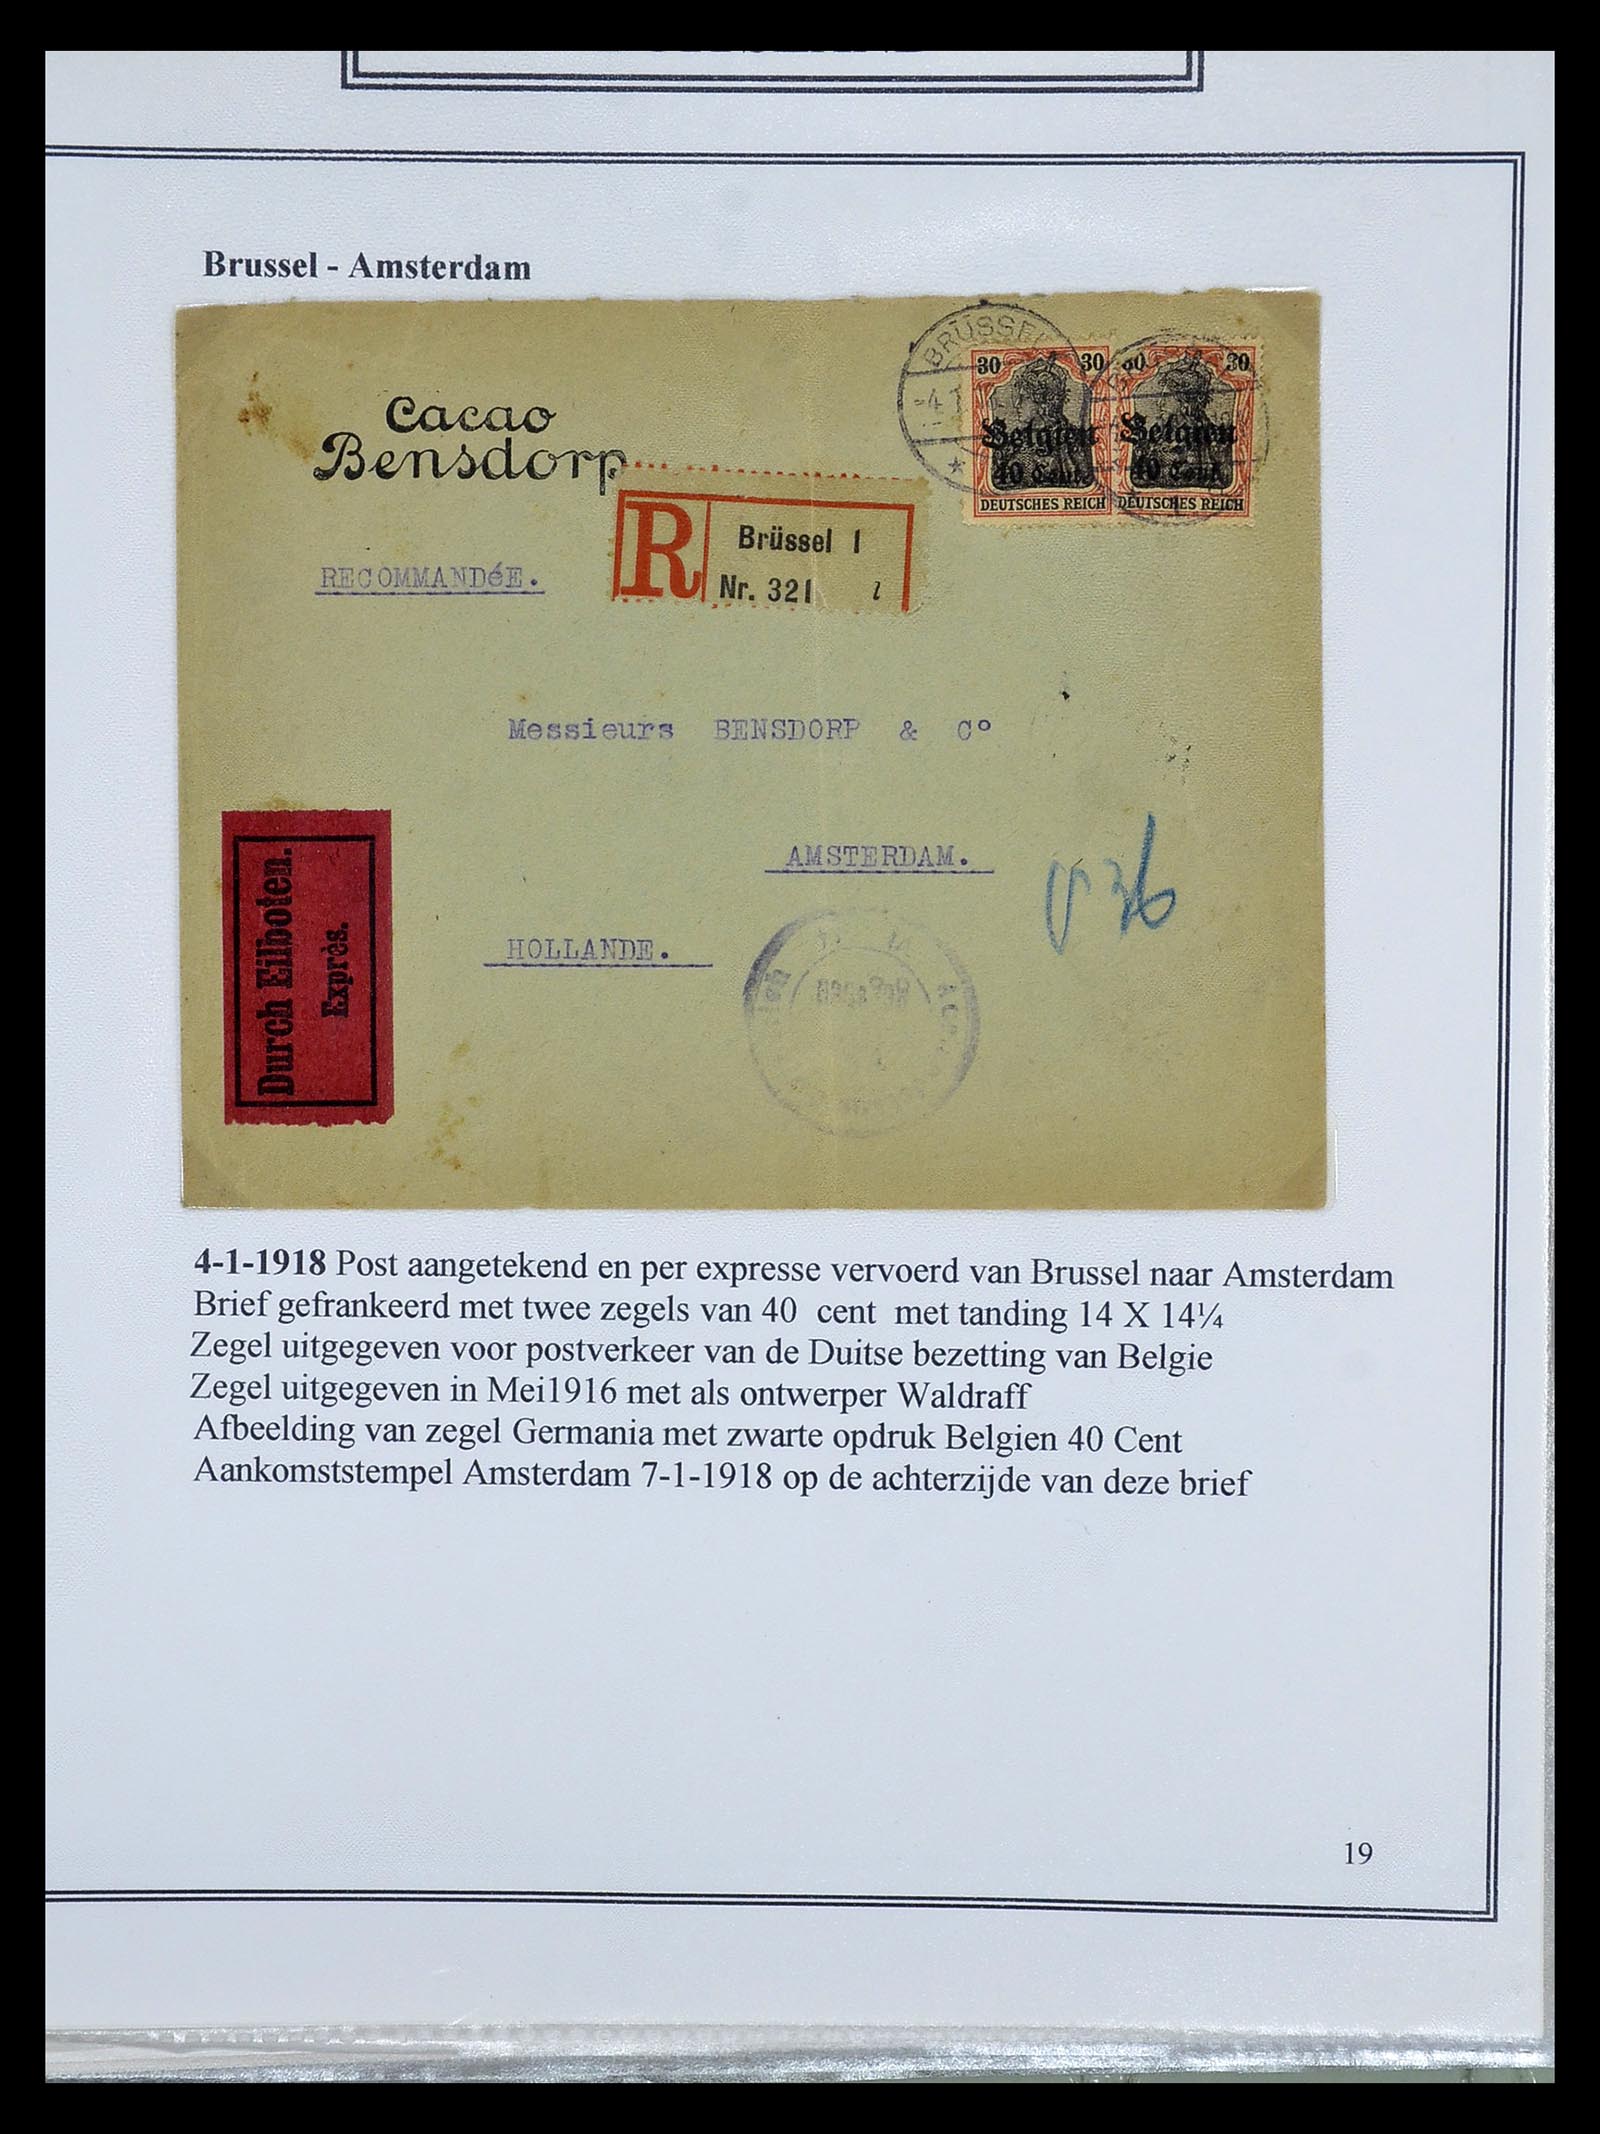 Brussel - Amsterdam
BRÜSSEL
-4.1
30 30
Belgien
40 Cent
DEUTSCHES REICH
30 30
Belgien
40 Cent
DEUTSCHES REICH
Cacao
Bensdorp
R
Brüssel 1
Nr. 321 l
RECOMMANDéE.
Messieurs BENSDORP & C°
AMSTERDAM.
HOLLANDE.
36
Durch Eilboten.
Exprès.
4-1-1918 Post aangetekend en per expresse vervoerd van Brussel naar Amsterdam
Brief gefrankeerd met twee zegels van 40 cent met tanding 14 X 14¼
Zegel uitgegeven voor postverkeer van de Duitse bezetting van Belgie
Zegel uitgegeven in Mei1916 met als ontwerper Waldraff
Afbeelding van zegel Germania met zwarte opdruk Belgien 40 Cent
Aankomststempel Amsterdam 7-1-1918 op de achterzijde van deze brief
19